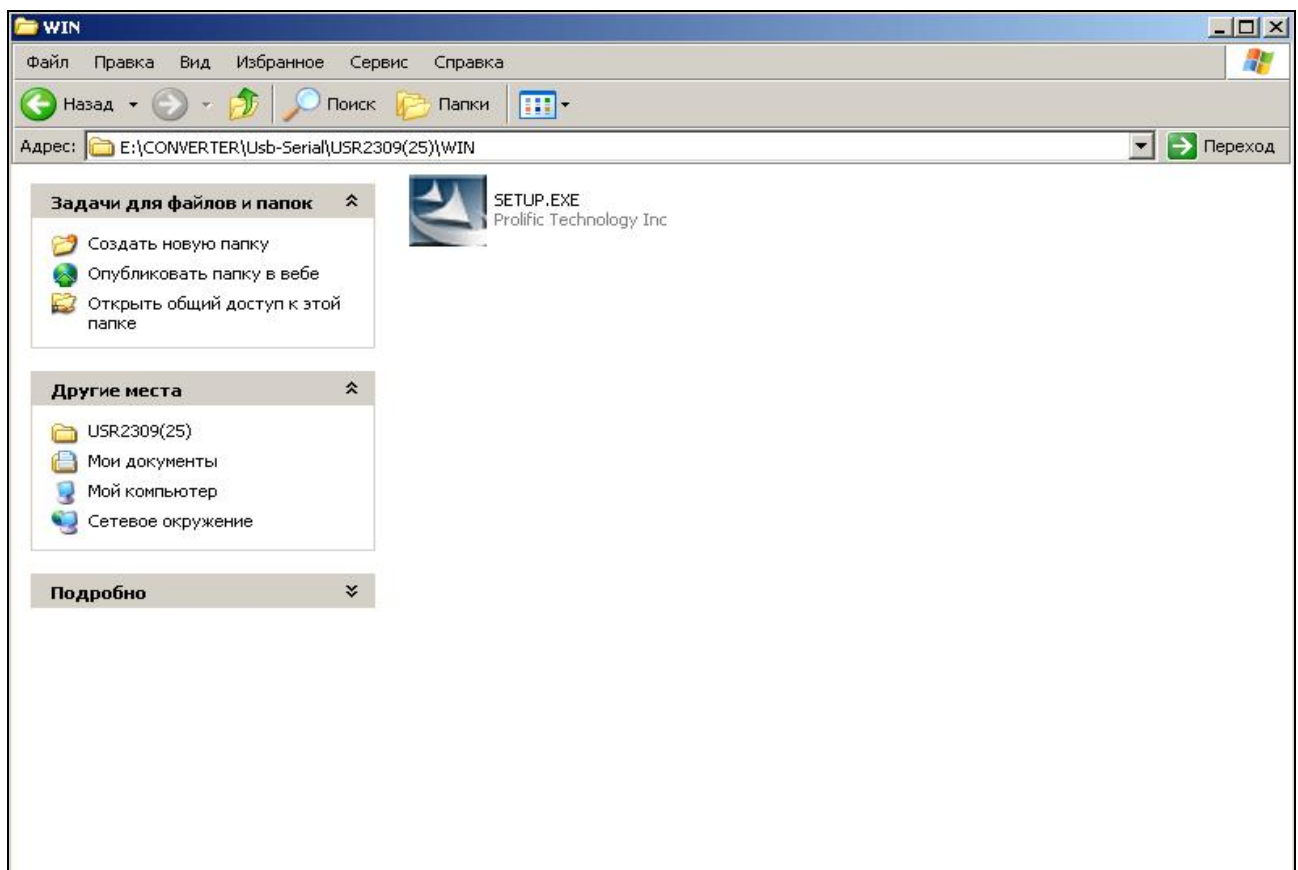 WIN
Файл Правка Вид Избранное Сервис Справка
Назад Поиск Папки
Адрес: E:\CONVERTER\Usb-Serial\USR2309(25)\WIN Переход
Задачи для файлов и папок
Создать новую папку
Опубликовать папку в вебе
Открыть общий доступ к этой
папке
Другие места
USR2309(25)
Мои документы
Мой компьютер
Сетевое окружение
Подробно
SETUP.EXE
Prolific Technology Inc